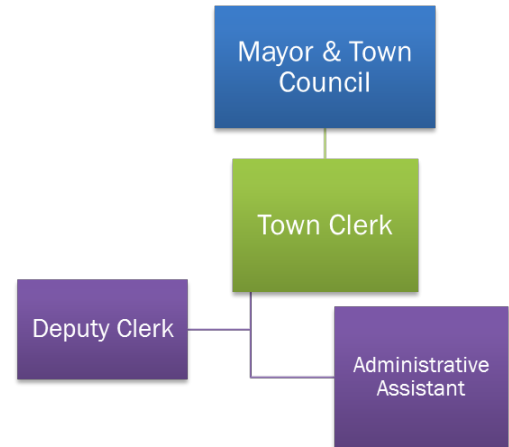 Mayor & Town
Council
Town Clerk
Deputy Clerk
Administrative
Assistant